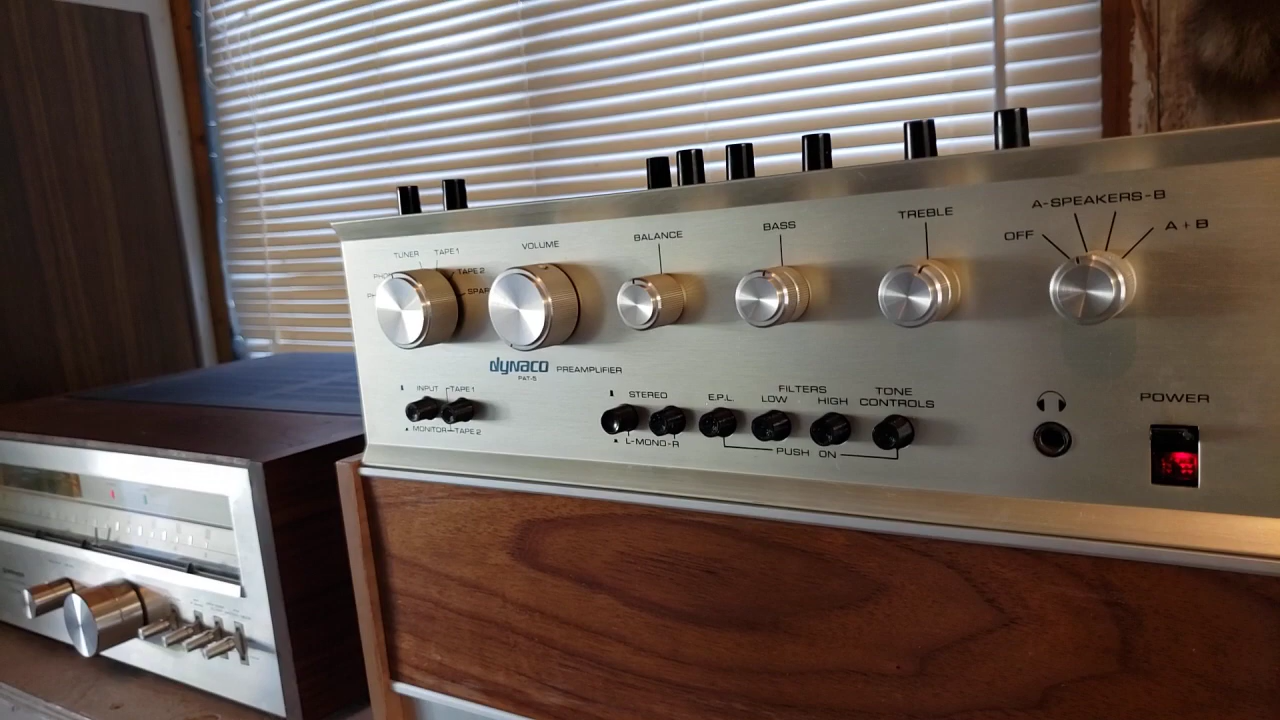 TUNER TAPE 1
TAPE 2
VOLUME
BALANCE
BASS
TREBLE
A-SPEAKERS-B
OFF
A+B
dynaco PREAMPLIFIER
PAT-5
INPUT TAPE 1
MONITOR TAPE 2
STEREO
L-MONO-R
E.P.L.
FILTERS
LOW HIGH
TONE
CONTROLS
PUSH ON
POWER